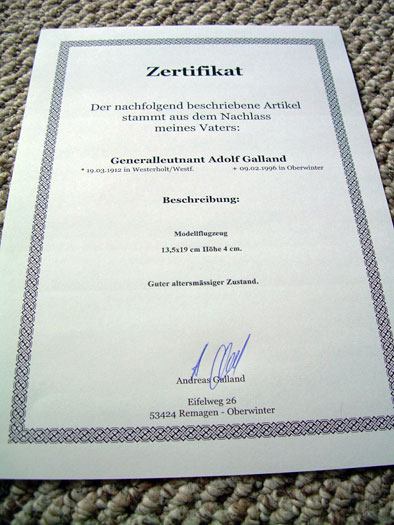 Zertifikat
Der nachfolgend beschriebene Artikel
stammt aus dem Nachlass
meines Vaters:
Generalleutnant Adolf Galland
* 19.03.1912 in Westerholt/Westf. + 09.02.1996 in Oberwinter
Beschreibung:
Modellflugzeug
13,5x19 cm Höhe 4 cm.
Guter altersmässiger Zustand.
Andreas Galland
Eifelweg 26
53424 Remagen - Oberwinter